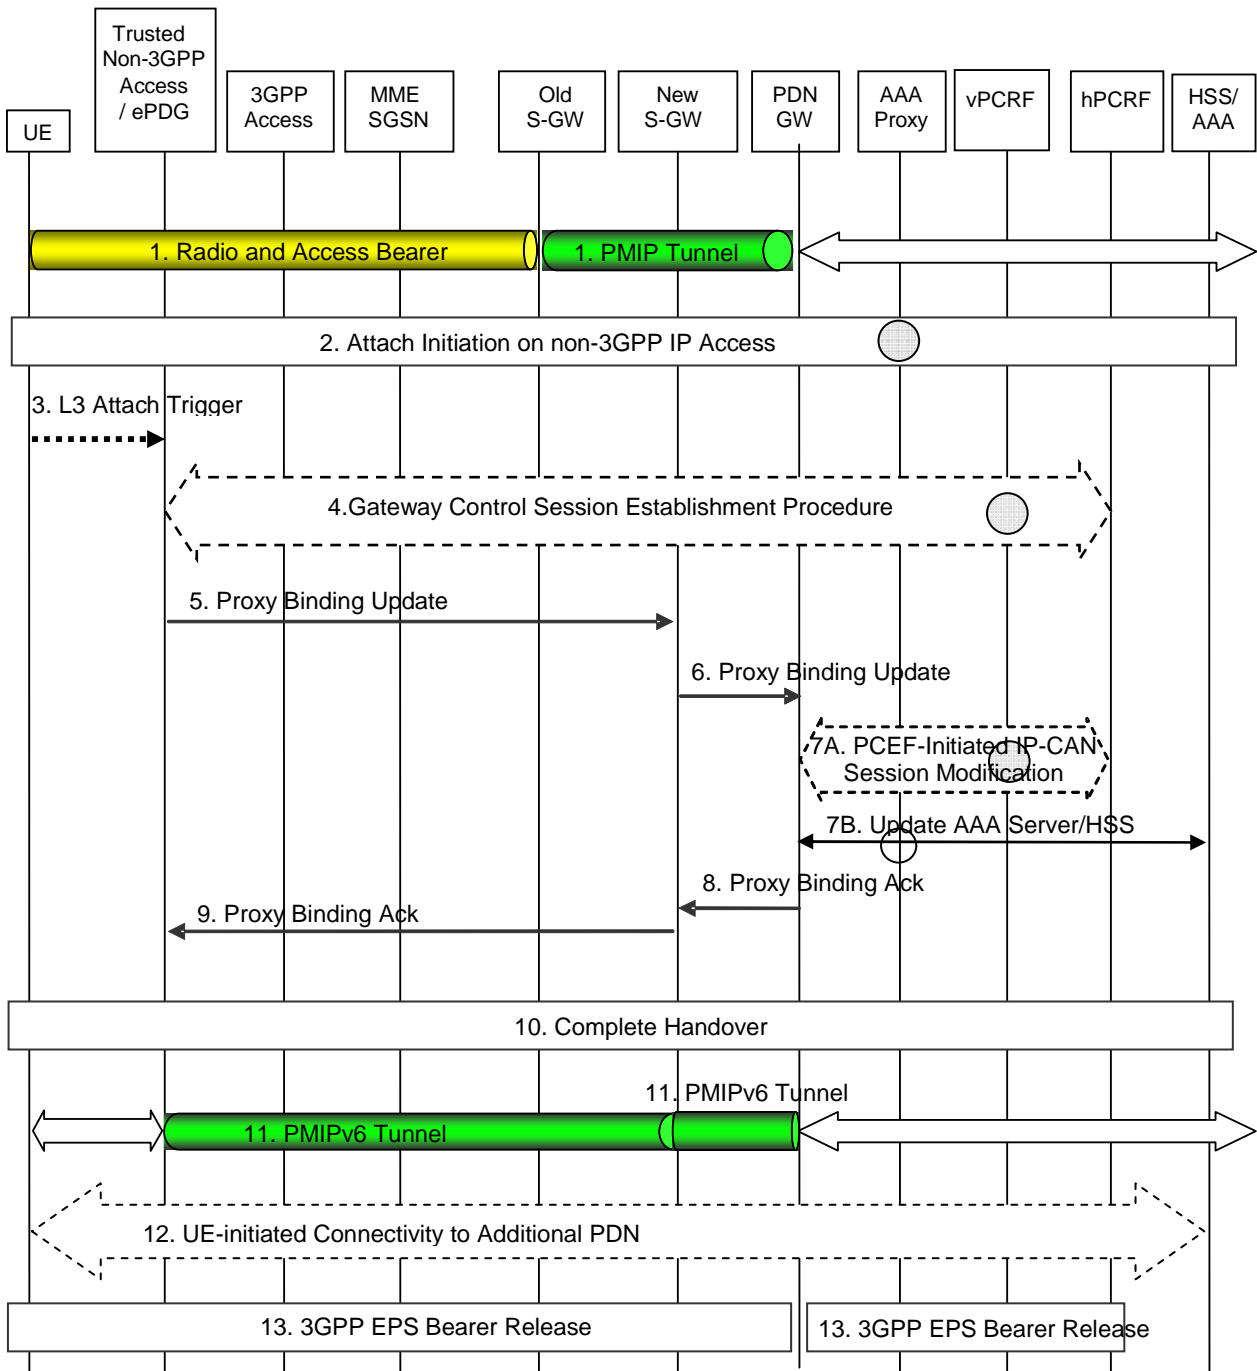 UE
Trusted
Non-3GPP
Access
/ ePDG
3GPP
Access
MME
SGSN
Old
S-GW
New
S-GW
PDN
GW
AAA
Proxy
vPCRF
hPCRF
HSS/
AAA
1. Radio and Access Bearer
1. PMIP Tunnel
2. Attach Initiation on non-3GPP IP Access
3. L3 Attach Trigger
4.Gateway Control Session Establishment Procedure
5. Proxy Binding Update
6. Proxy Binding Update
7A. PCEF-Initiated IP-CAN
Session Modification
7B. Update AAA Server/HSS
8. Proxy Binding Ack
9. Proxy Binding Ack
10. Complete Handover
11. PMIPv6 Tunnel
11. PMIPv6 Tunnel
12. UE-initiated Connectivity to Additional PDN
13. 3GPP EPS Bearer Release
13. 3GPP EPS Bearer Release